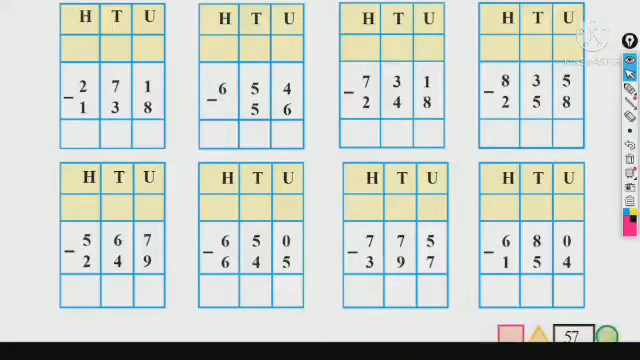 H T U H T U H T U H T U
2 7 1 6 5 4 7 3 1 8 3 5
− 1 3 8 − 5 6 − 2 4 8 − 2 5 8
H T U H T U H T U H T U
5 6 7 6 5 0 7 7 5 6 8 0
− 2 4 9 − 6 4 5 − 3 9 7 − 1 5 4
57